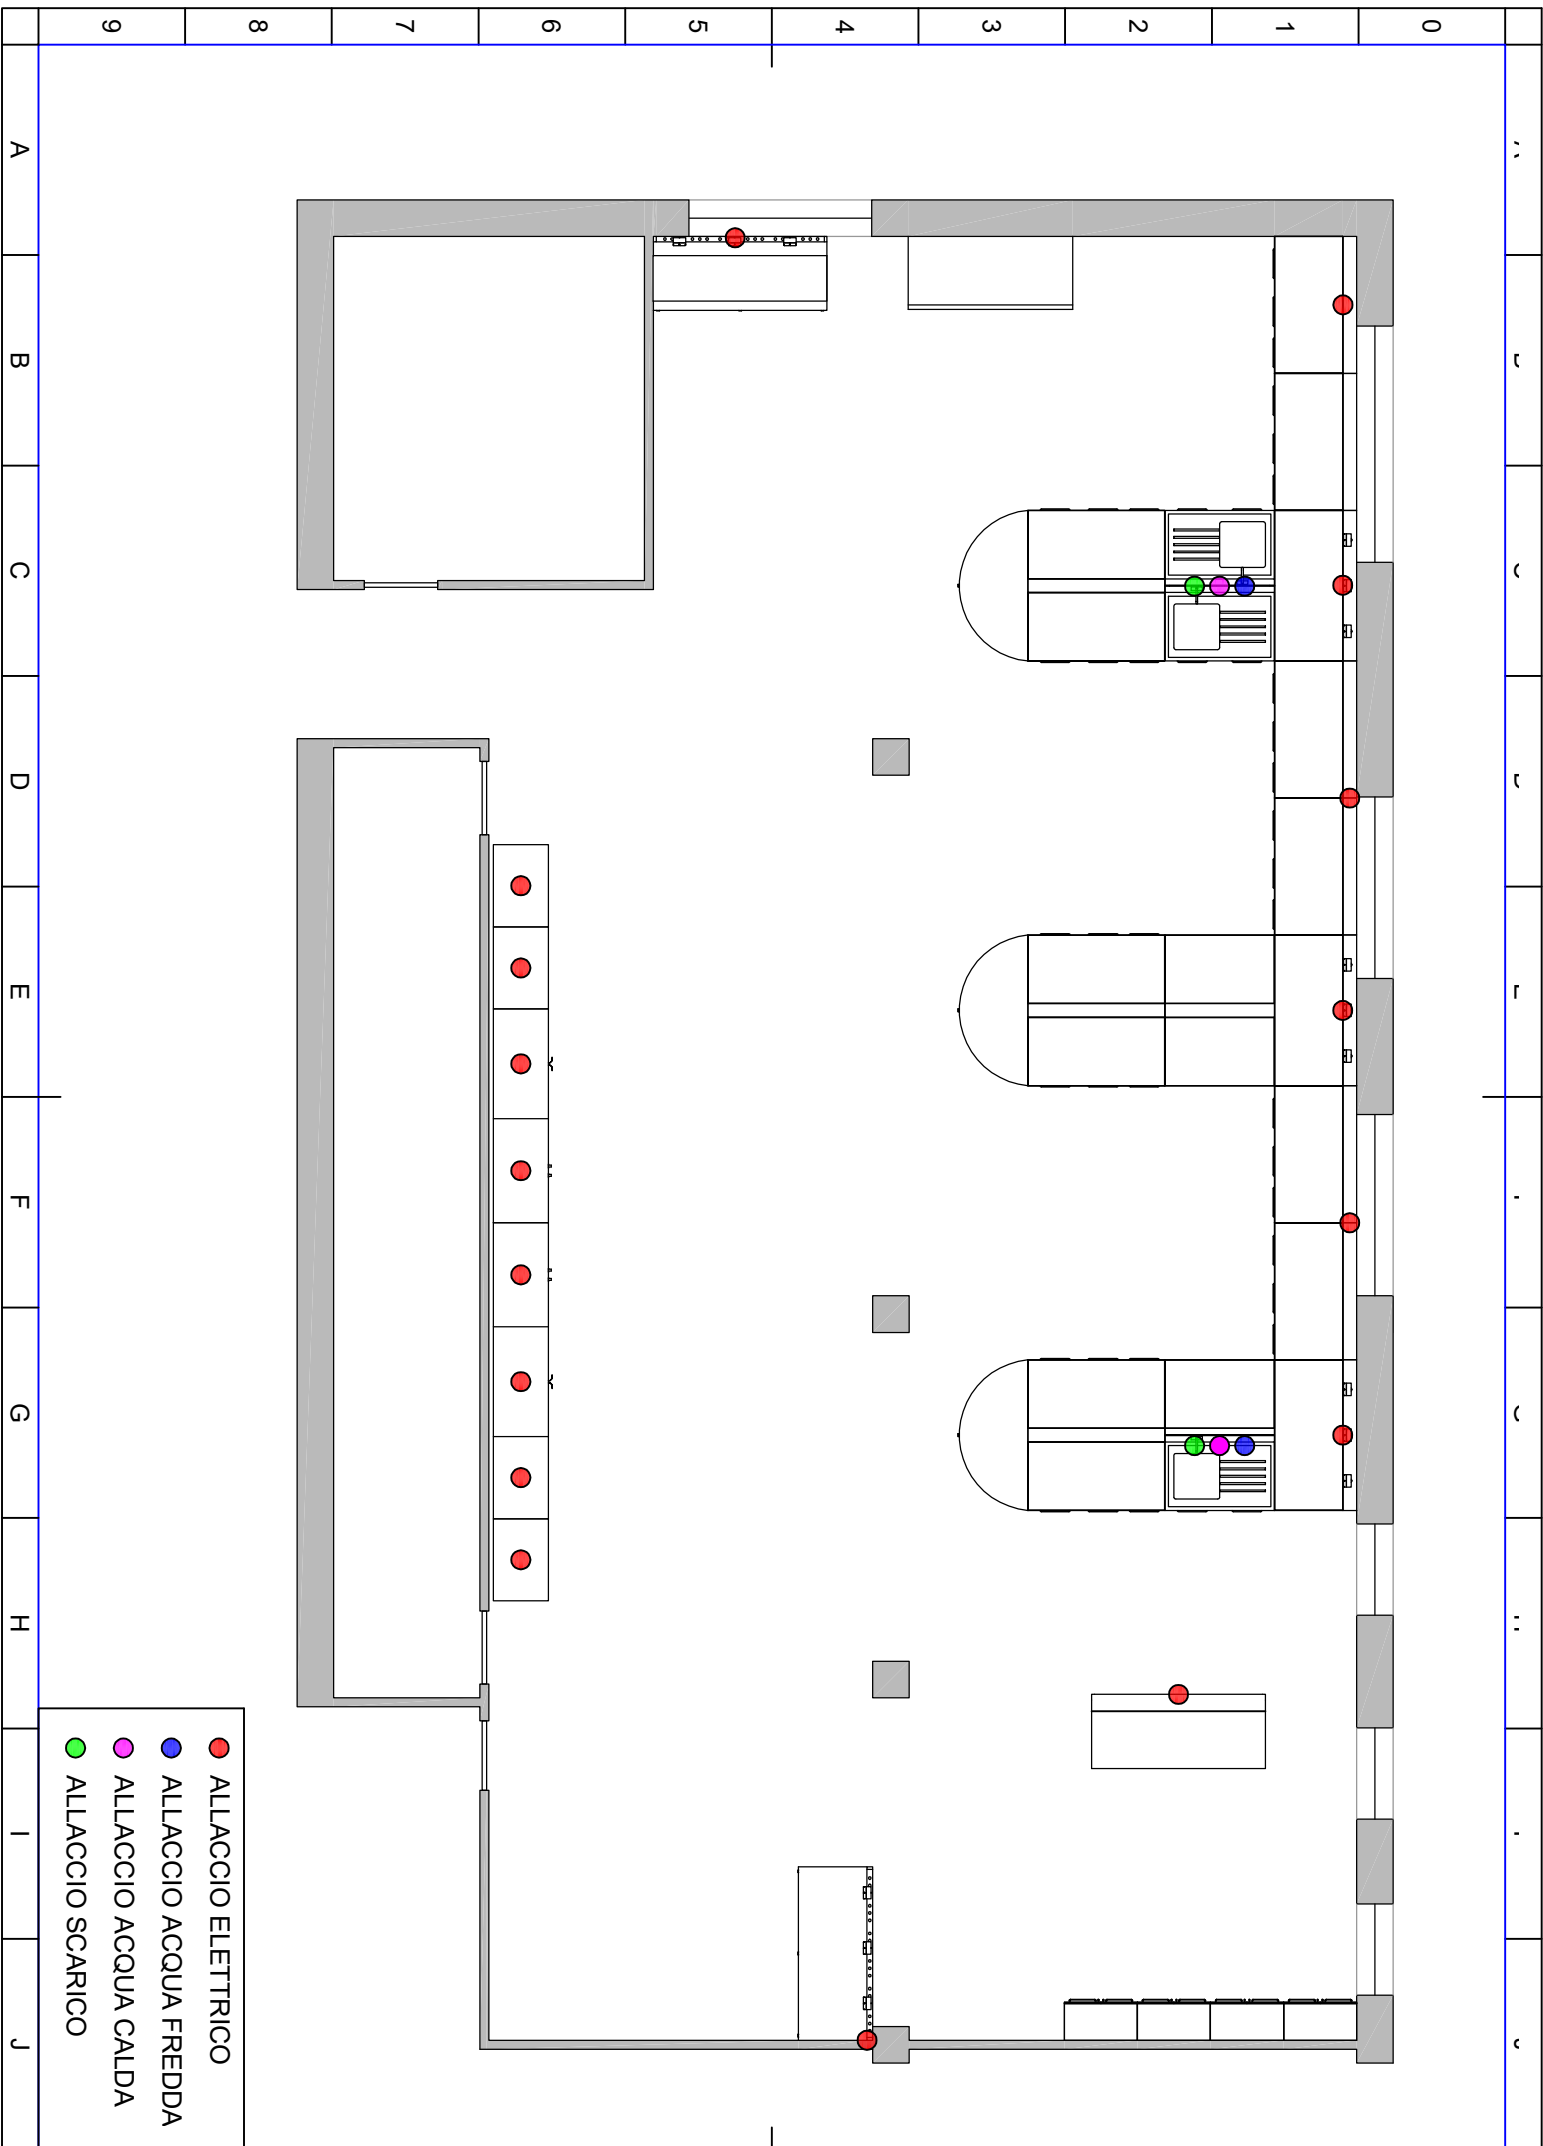 0
1
2
3
4
5
6
7
8
9
A
B
C
D
E
F
G
H
I
J
ALLACCIO ELETTRICO
ALLACCIO ACQUA FREDDA
ALLACCIO ACQUA CALDA
ALLACCIO SCARICO